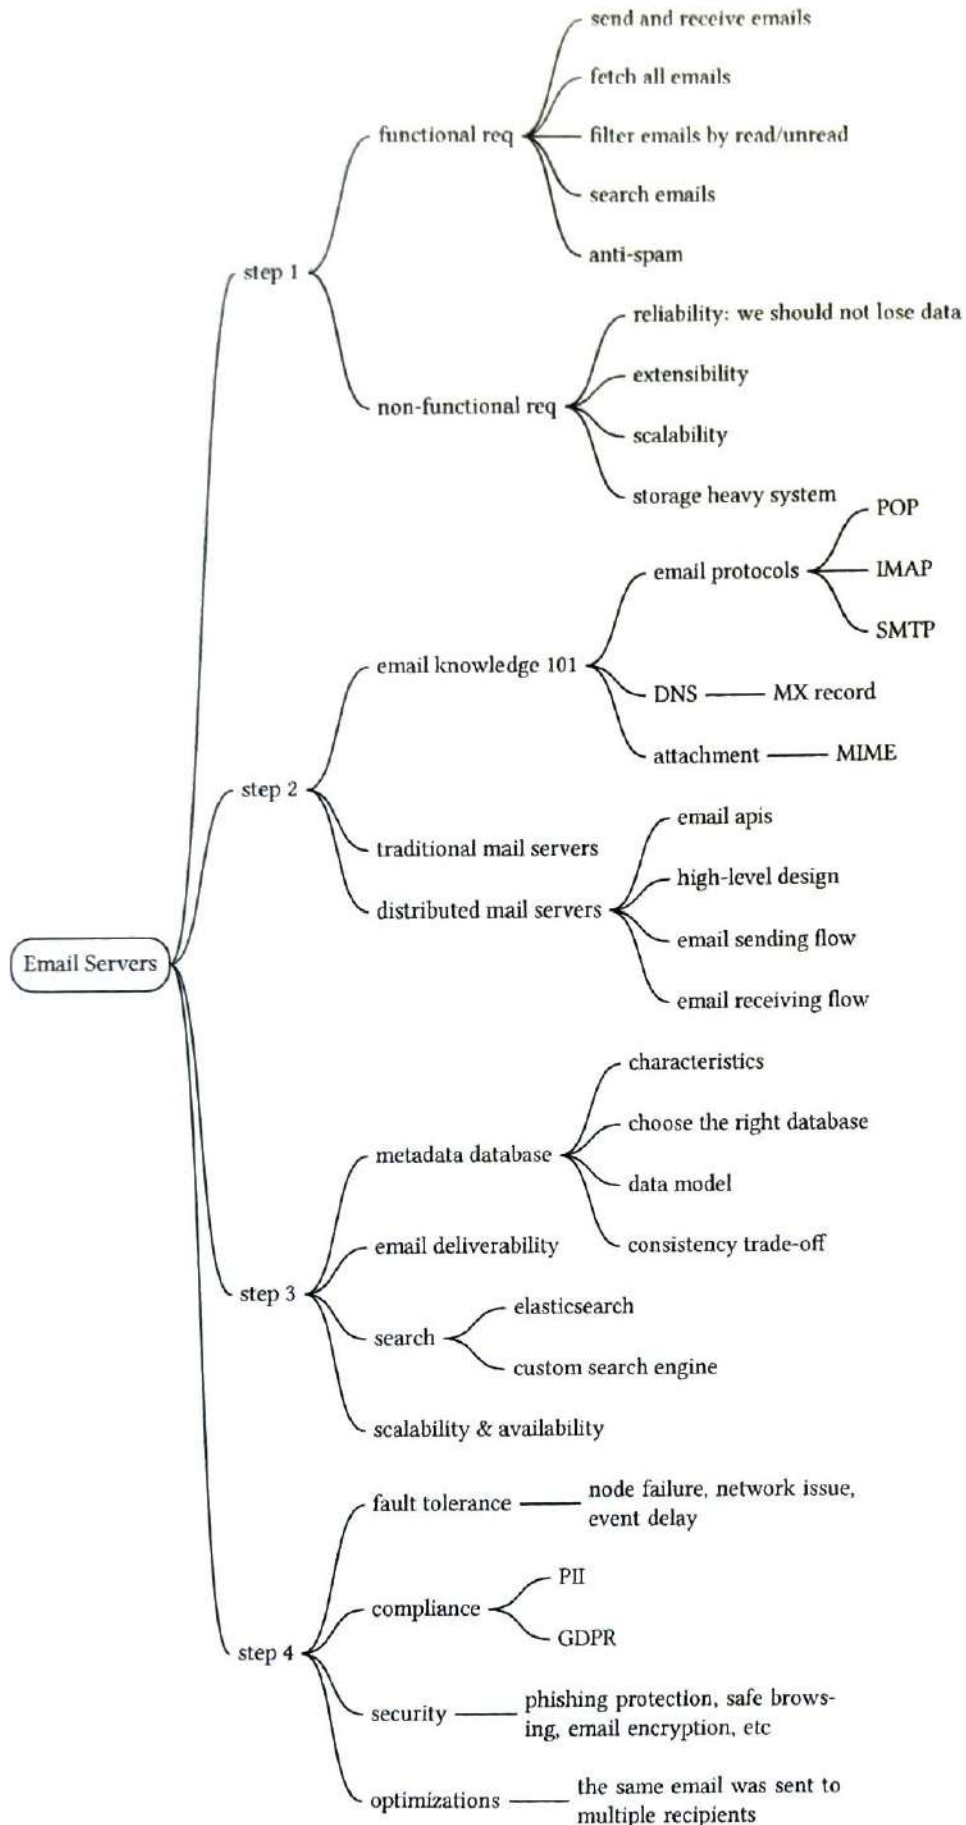 send and receive emails
fetch all emails
functional req
filter emails by read/unread
search emails
anti-spam
step 1
reliability: we should not lose data
extensibility
non-functional req
scalability
storage heavy system
POP
email protocols
IMAP
SMTP
email knowledge 101
DNS
MX record
attachment
MIME
step 2
email apis
traditional mail servers
high-level design
distributed mail servers
email sending flow
email receiving flow
Email Servers
characteristics
choose the right database
metadata database
data model
consistency trade-off
email deliverability
step 3
elasticsearch
search
custom search engine
scalability & availability
fault tolerance
node failure, network issue,
event delay
PII
compliance
GDPR
step 4
security
phishing protection, safe brows-
ing, email encryption, etc
optimizations
the same email was sent to
multiple recipients